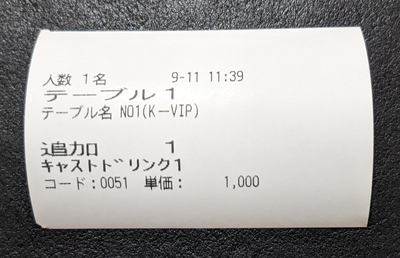 人数 1名 9-11 11:39
テーブル 1
テーブル名 NO1(K-VIP)
追加 1
キャストドリンク1
コード:0051 単価: 1,000